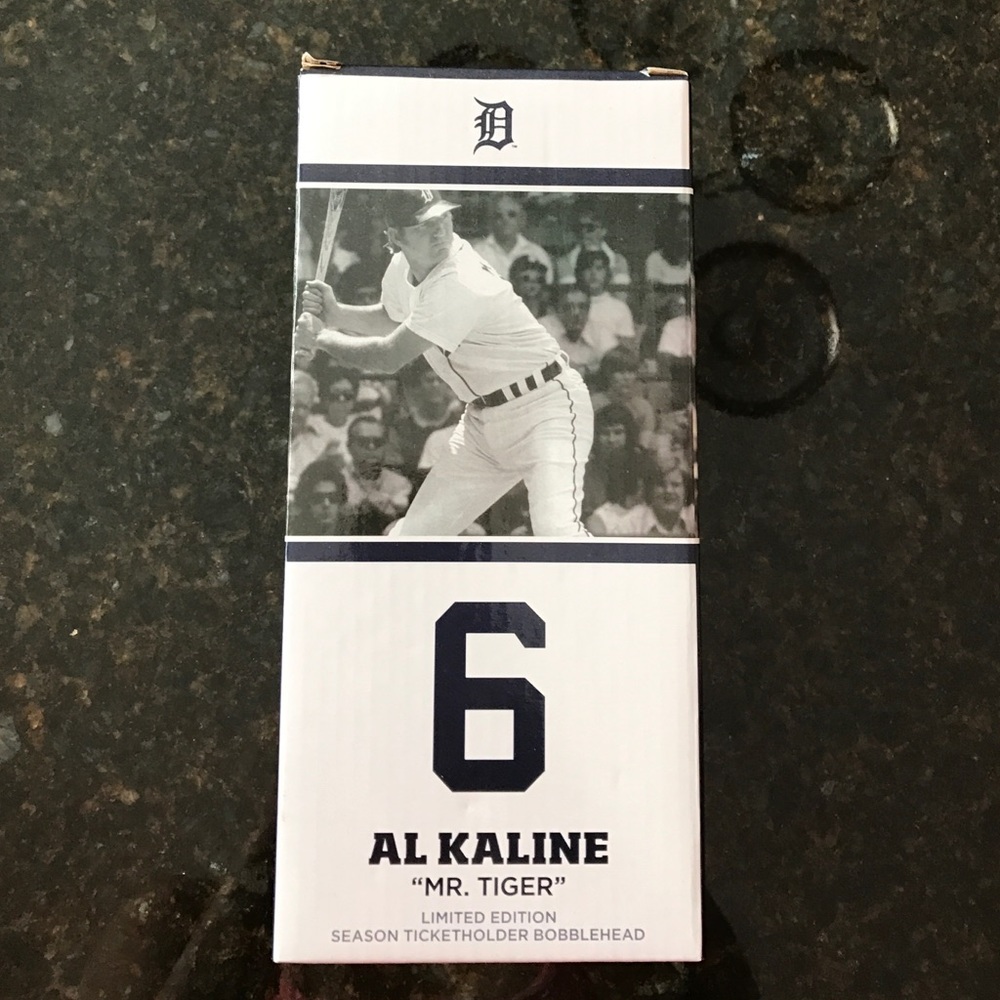 D
6
AL KALINE
“MR. TIGER”
LIMITED EDITION
SEASON TICKETHOLDER BOBBLEHEAD